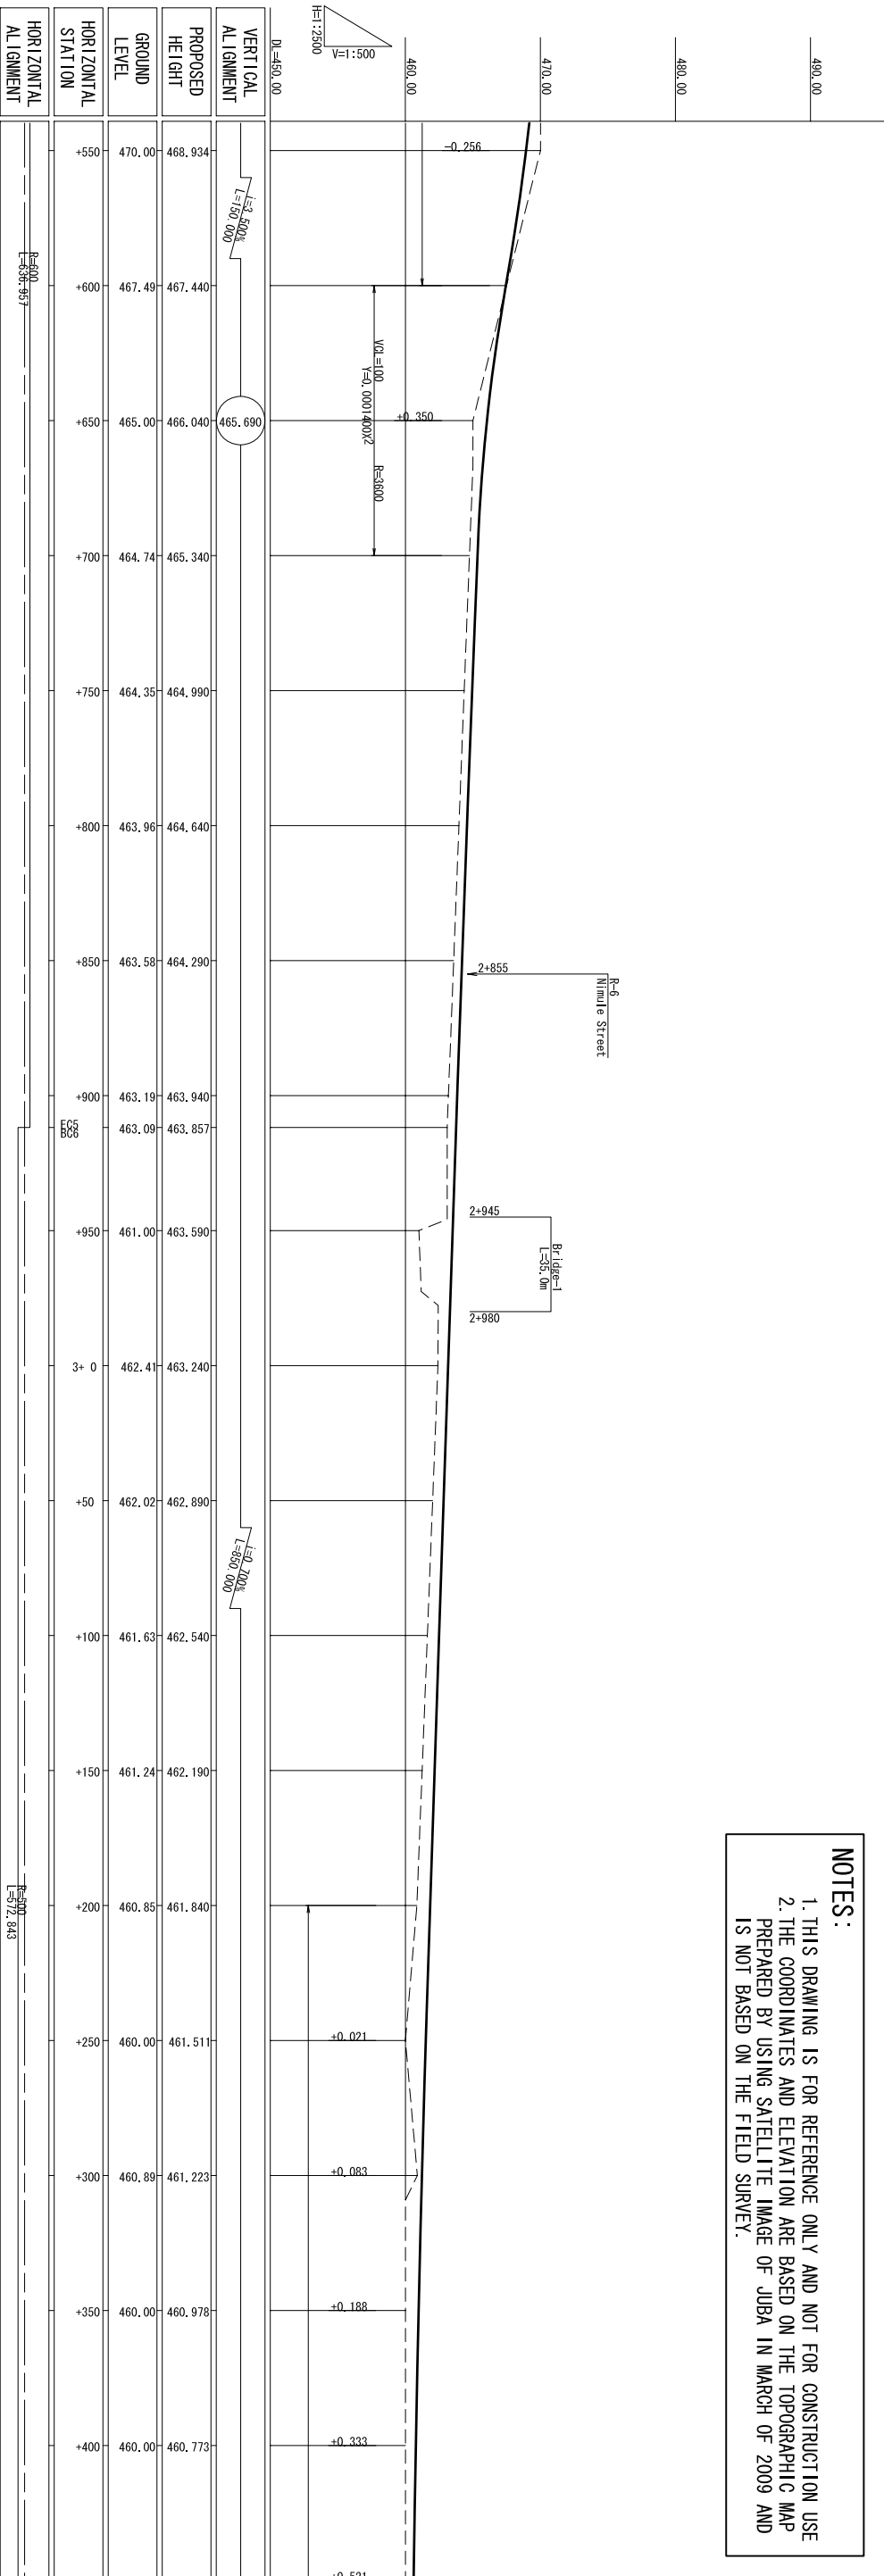 490.00
480.00
470.00
460.00
DL=450.00
H=1:2500
V=1:500
R-6
Nimule Street
2+855
Bridge-1
L=35.0m
2+945
2+980
-0.256
+0.350
+0.021
+0.083
+0.188
+0.333
VCL=100
Y=0.0001400X2
R=3600
VERTICAL
ALIGNMENT
i=3.500%
L=150.000
465.690
i=0.700%
L=850.000
PROPOSED
HEIGHT
468.934
467.440
466.040
465.340
464.990
464.640
464.290
463.940
463.857
463.590
463.240
462.890
462.540
462.190
461.840
461.511
461.223
460.978
460.773
GROUND
LEVEL
470.00
467.49
465.00
464.74
464.35
463.96
463.58
463.19
463.09
461.00
462.41
462.02
461.63
461.24
460.85
460.00
460.89
460.00
460.00
HORIZONTAL
STATION
+550
+600
+650
+700
+750
+800
+850
+900
EC5
BC6
+950
3+ 0
+50
+100
+150
+200
+250
+300
+350
+400
HORIZONTAL
ALIGNMENT
R=600
L=636.957
R=500
L=572.843
NOTES:
1. THIS DRAWING IS FOR REFERENCE ONLY AND NOT FOR CONSTRUCTION USE
2. THE COORDINATES AND ELEVATION ARE BASED ON THE TOPOGRAPHIC MAP
PREPARED BY USING SATELLITE IMAGE OF JUBA IN MARCH OF 2009 AND
IS NOT BASED ON THE FIELD SURVEY.